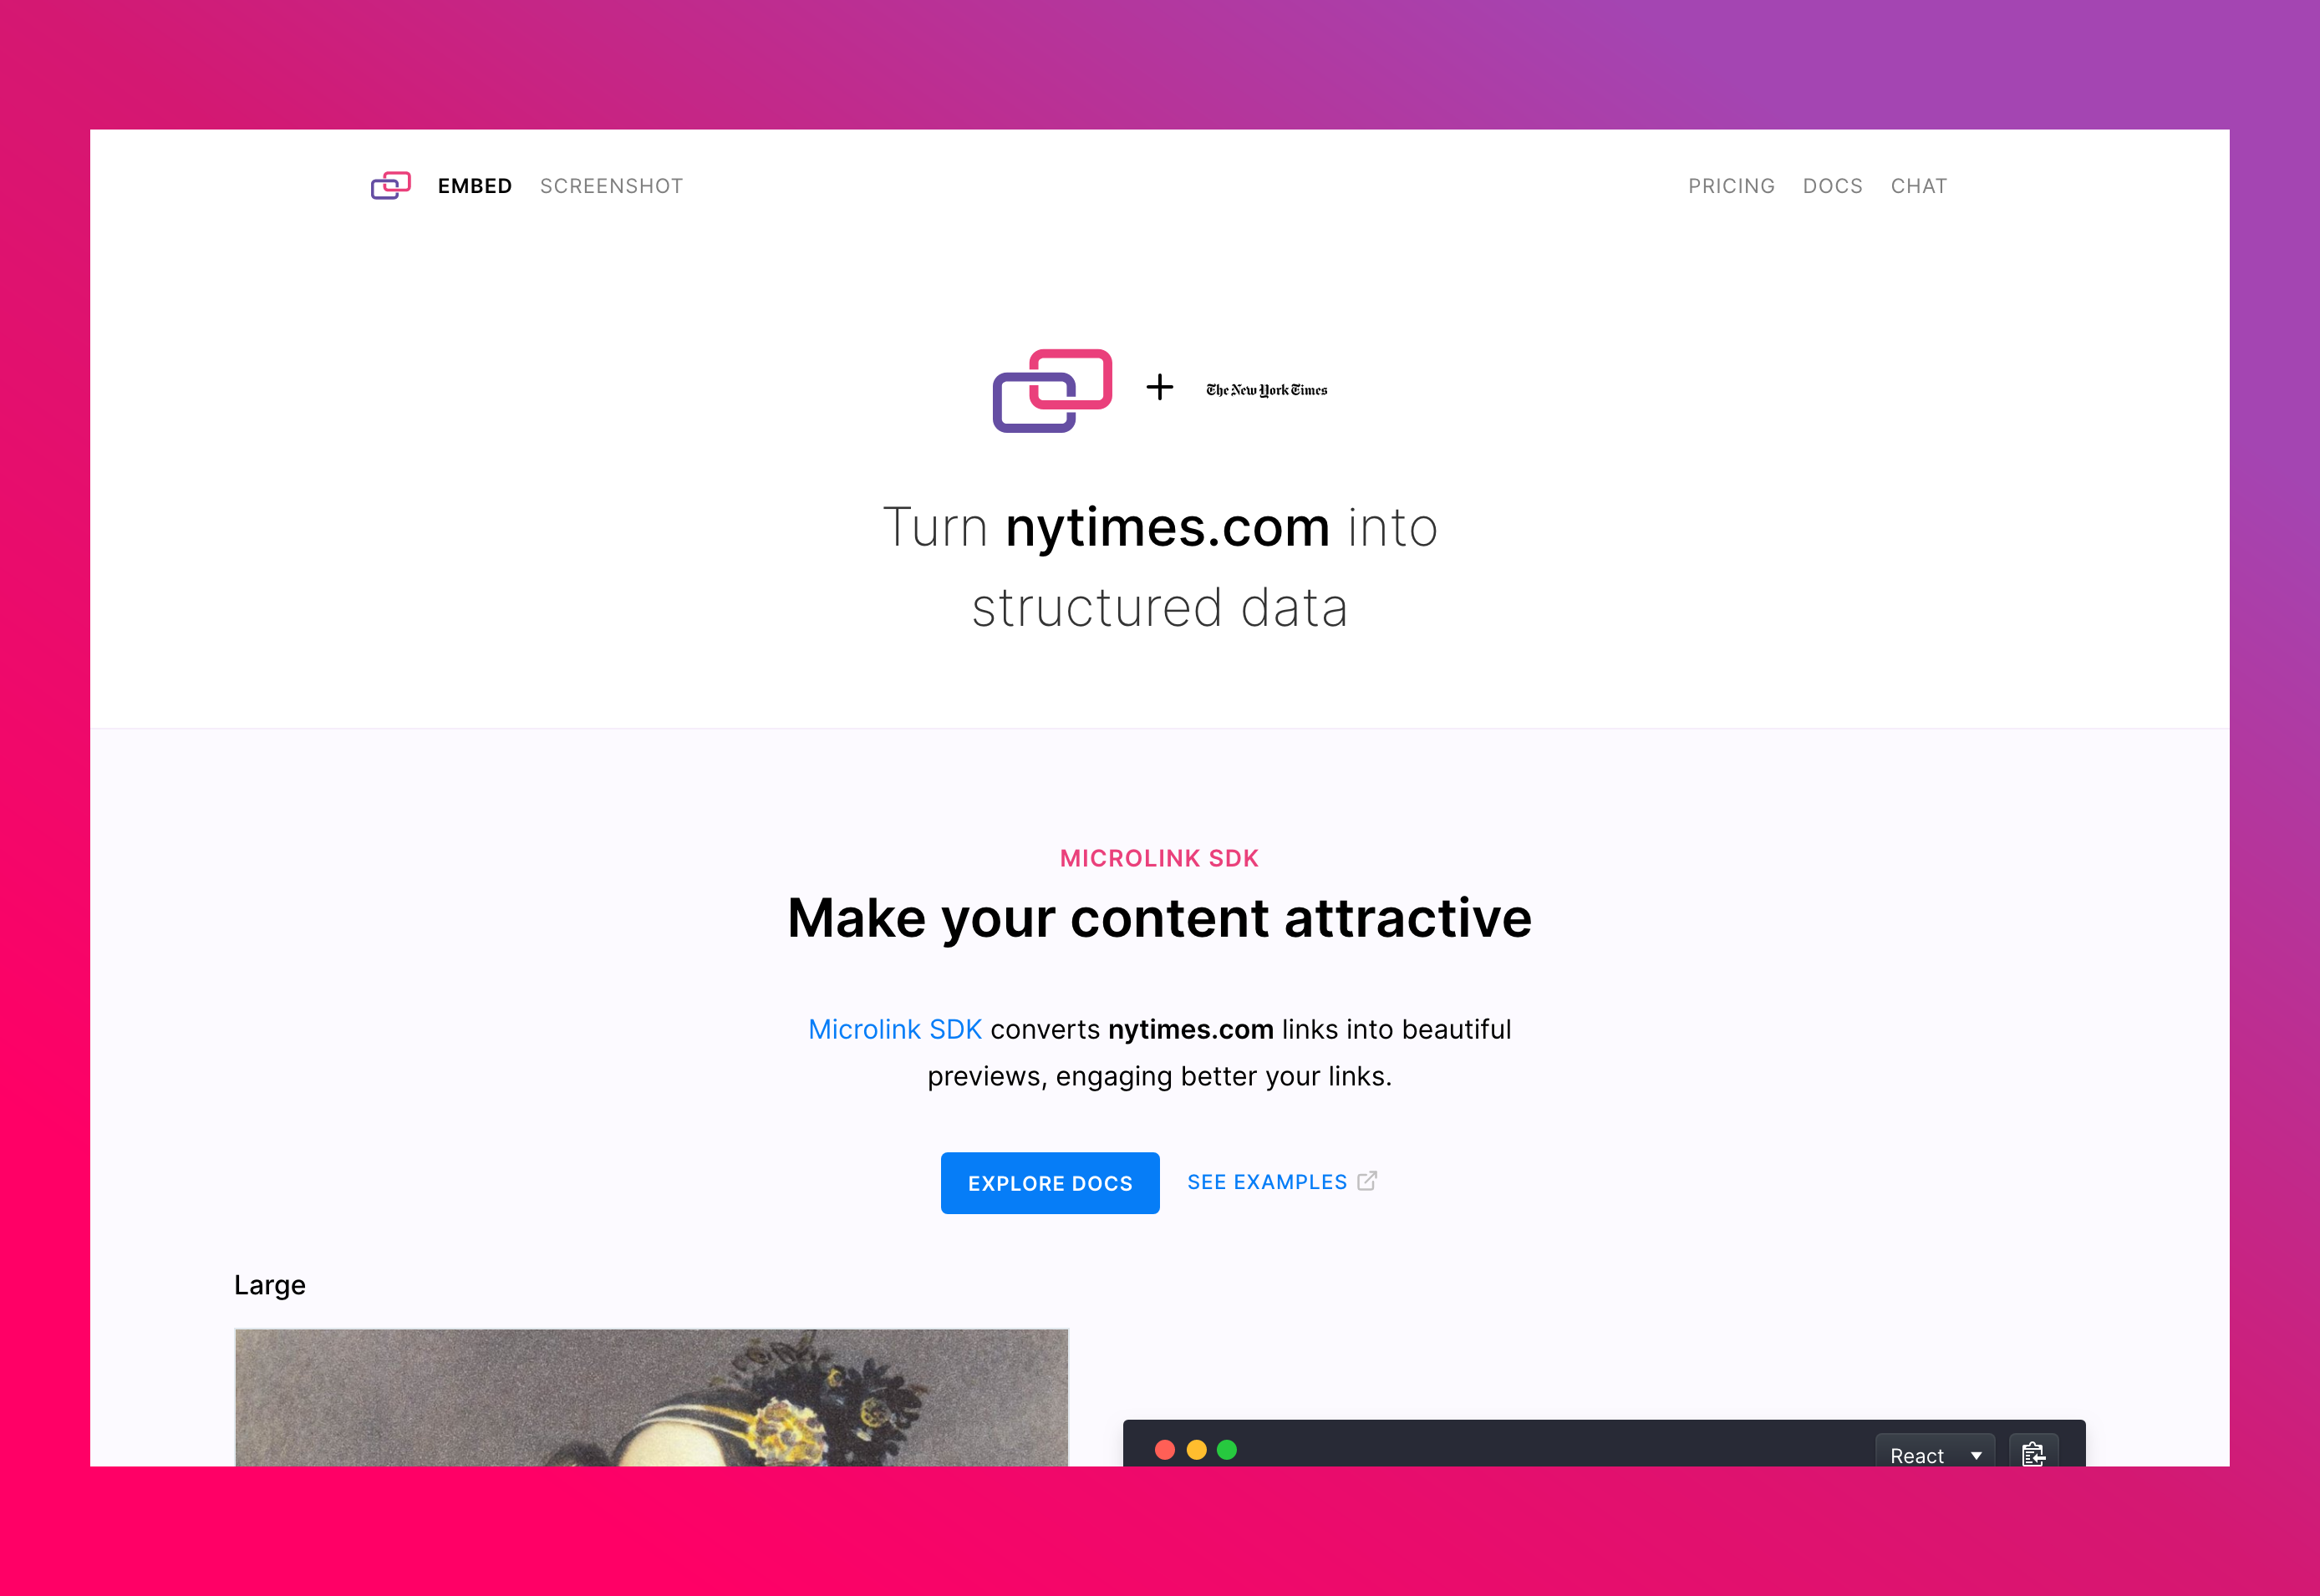 EMBED SCREENSHOT PRICING DOCS CHAT
The New York Times
Turn nytimes.com into
structured data
MICROLINK SDK
Make your content attractive
Microlink SDK converts nytimes.com links into beautiful
previews, engaging better your links.
EXPLORE DOCS SEE EXAMPLES
Large
React